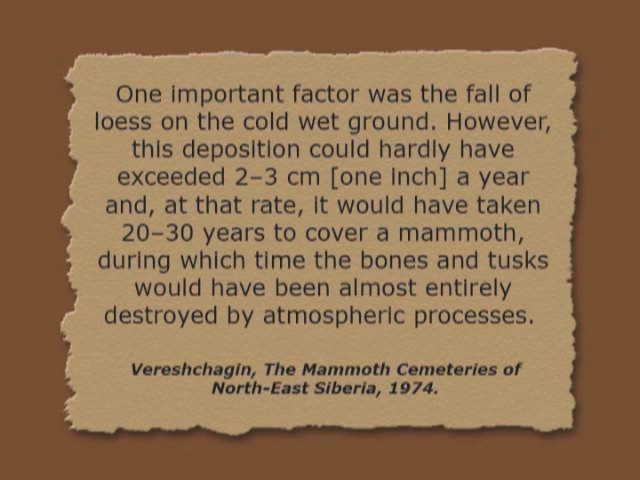 One important factor was the fall of
loess on the cold wet ground. However,
this deposition could hardly have
exceeded 2–3 cm [one inch] a year
and, at that rate, it would have taken
20–30 years to cover a mammoth,
during which time the bones and tusks
would have been almost entirely
destroyed by atmospheric processes.
Vereshchagin, The Mammoth Cemeteries of
North-East Siberia, 1974.